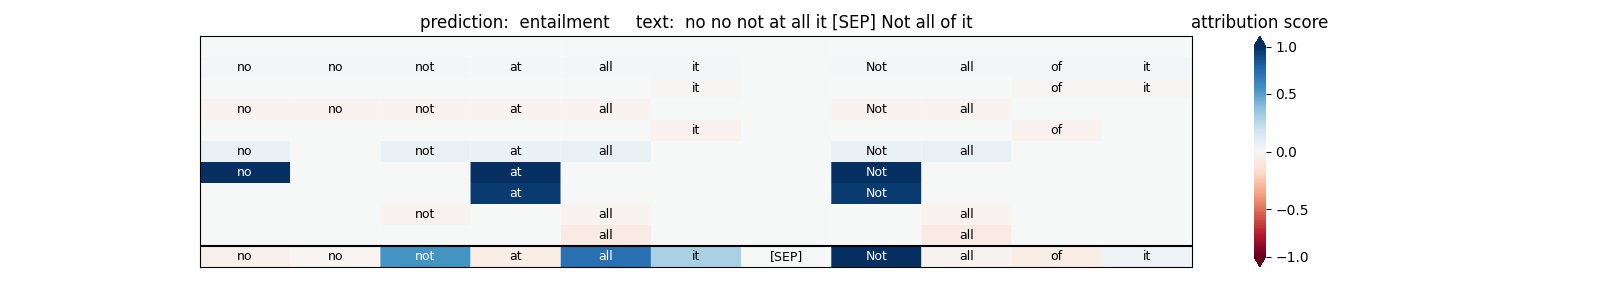 prediction:  entailment     text:  no no not at all it [SEP] Not all of it
attribution score
no no not at all it Not all of it
it of it
no no not at all Not all
it of
no not at all Not all
no at Not
at Not
not all all
all all
no no not at all it [SEP] Not all of it
1.0
0.5
0.0
−0.5
−1.0